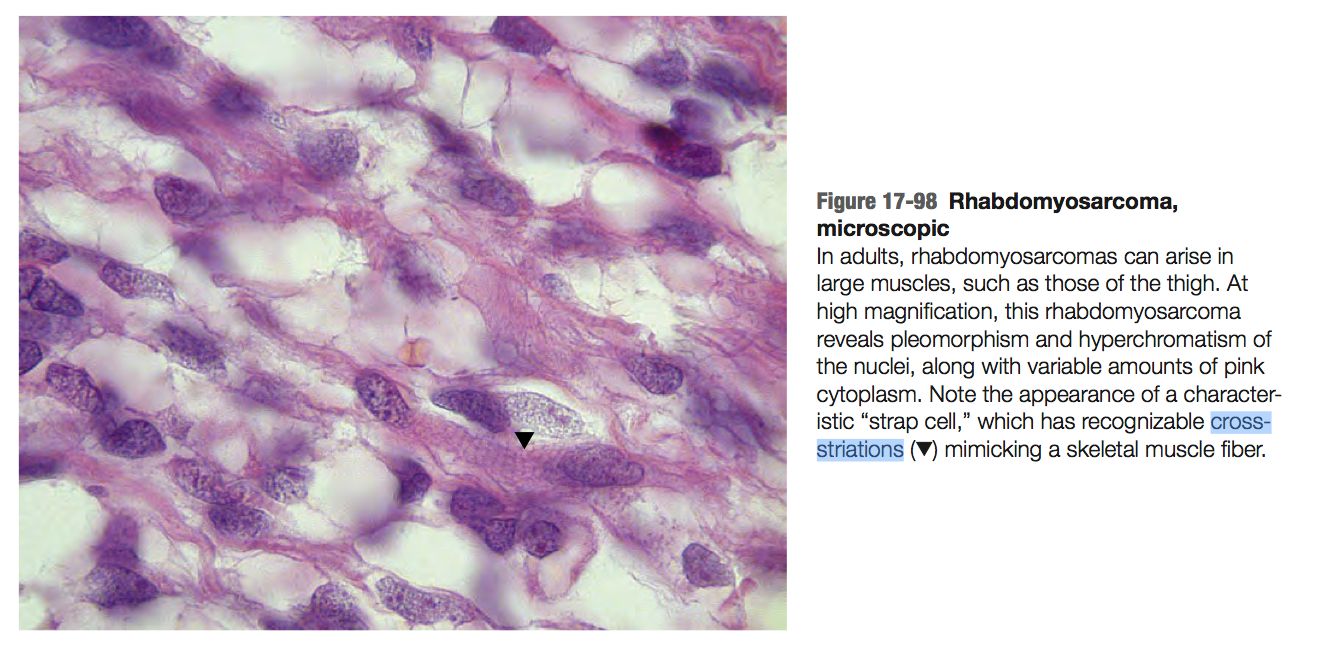 Figure 17-98 Rhabdomyosarcoma,
microscopic
In adults, rhabdomyosarcomas can arise in
large muscles, such as those of the thigh. At
high magnification, this rhabdomyosarcoma
reveals pleomorphism and hyperchromatism of
the nuclei, along with variable amounts of pink
cytoplasm. Note the appearance of a character-
istic “strap cell,” which has recognizable cross-
striations (▼) mimicking a skeletal muscle fiber.